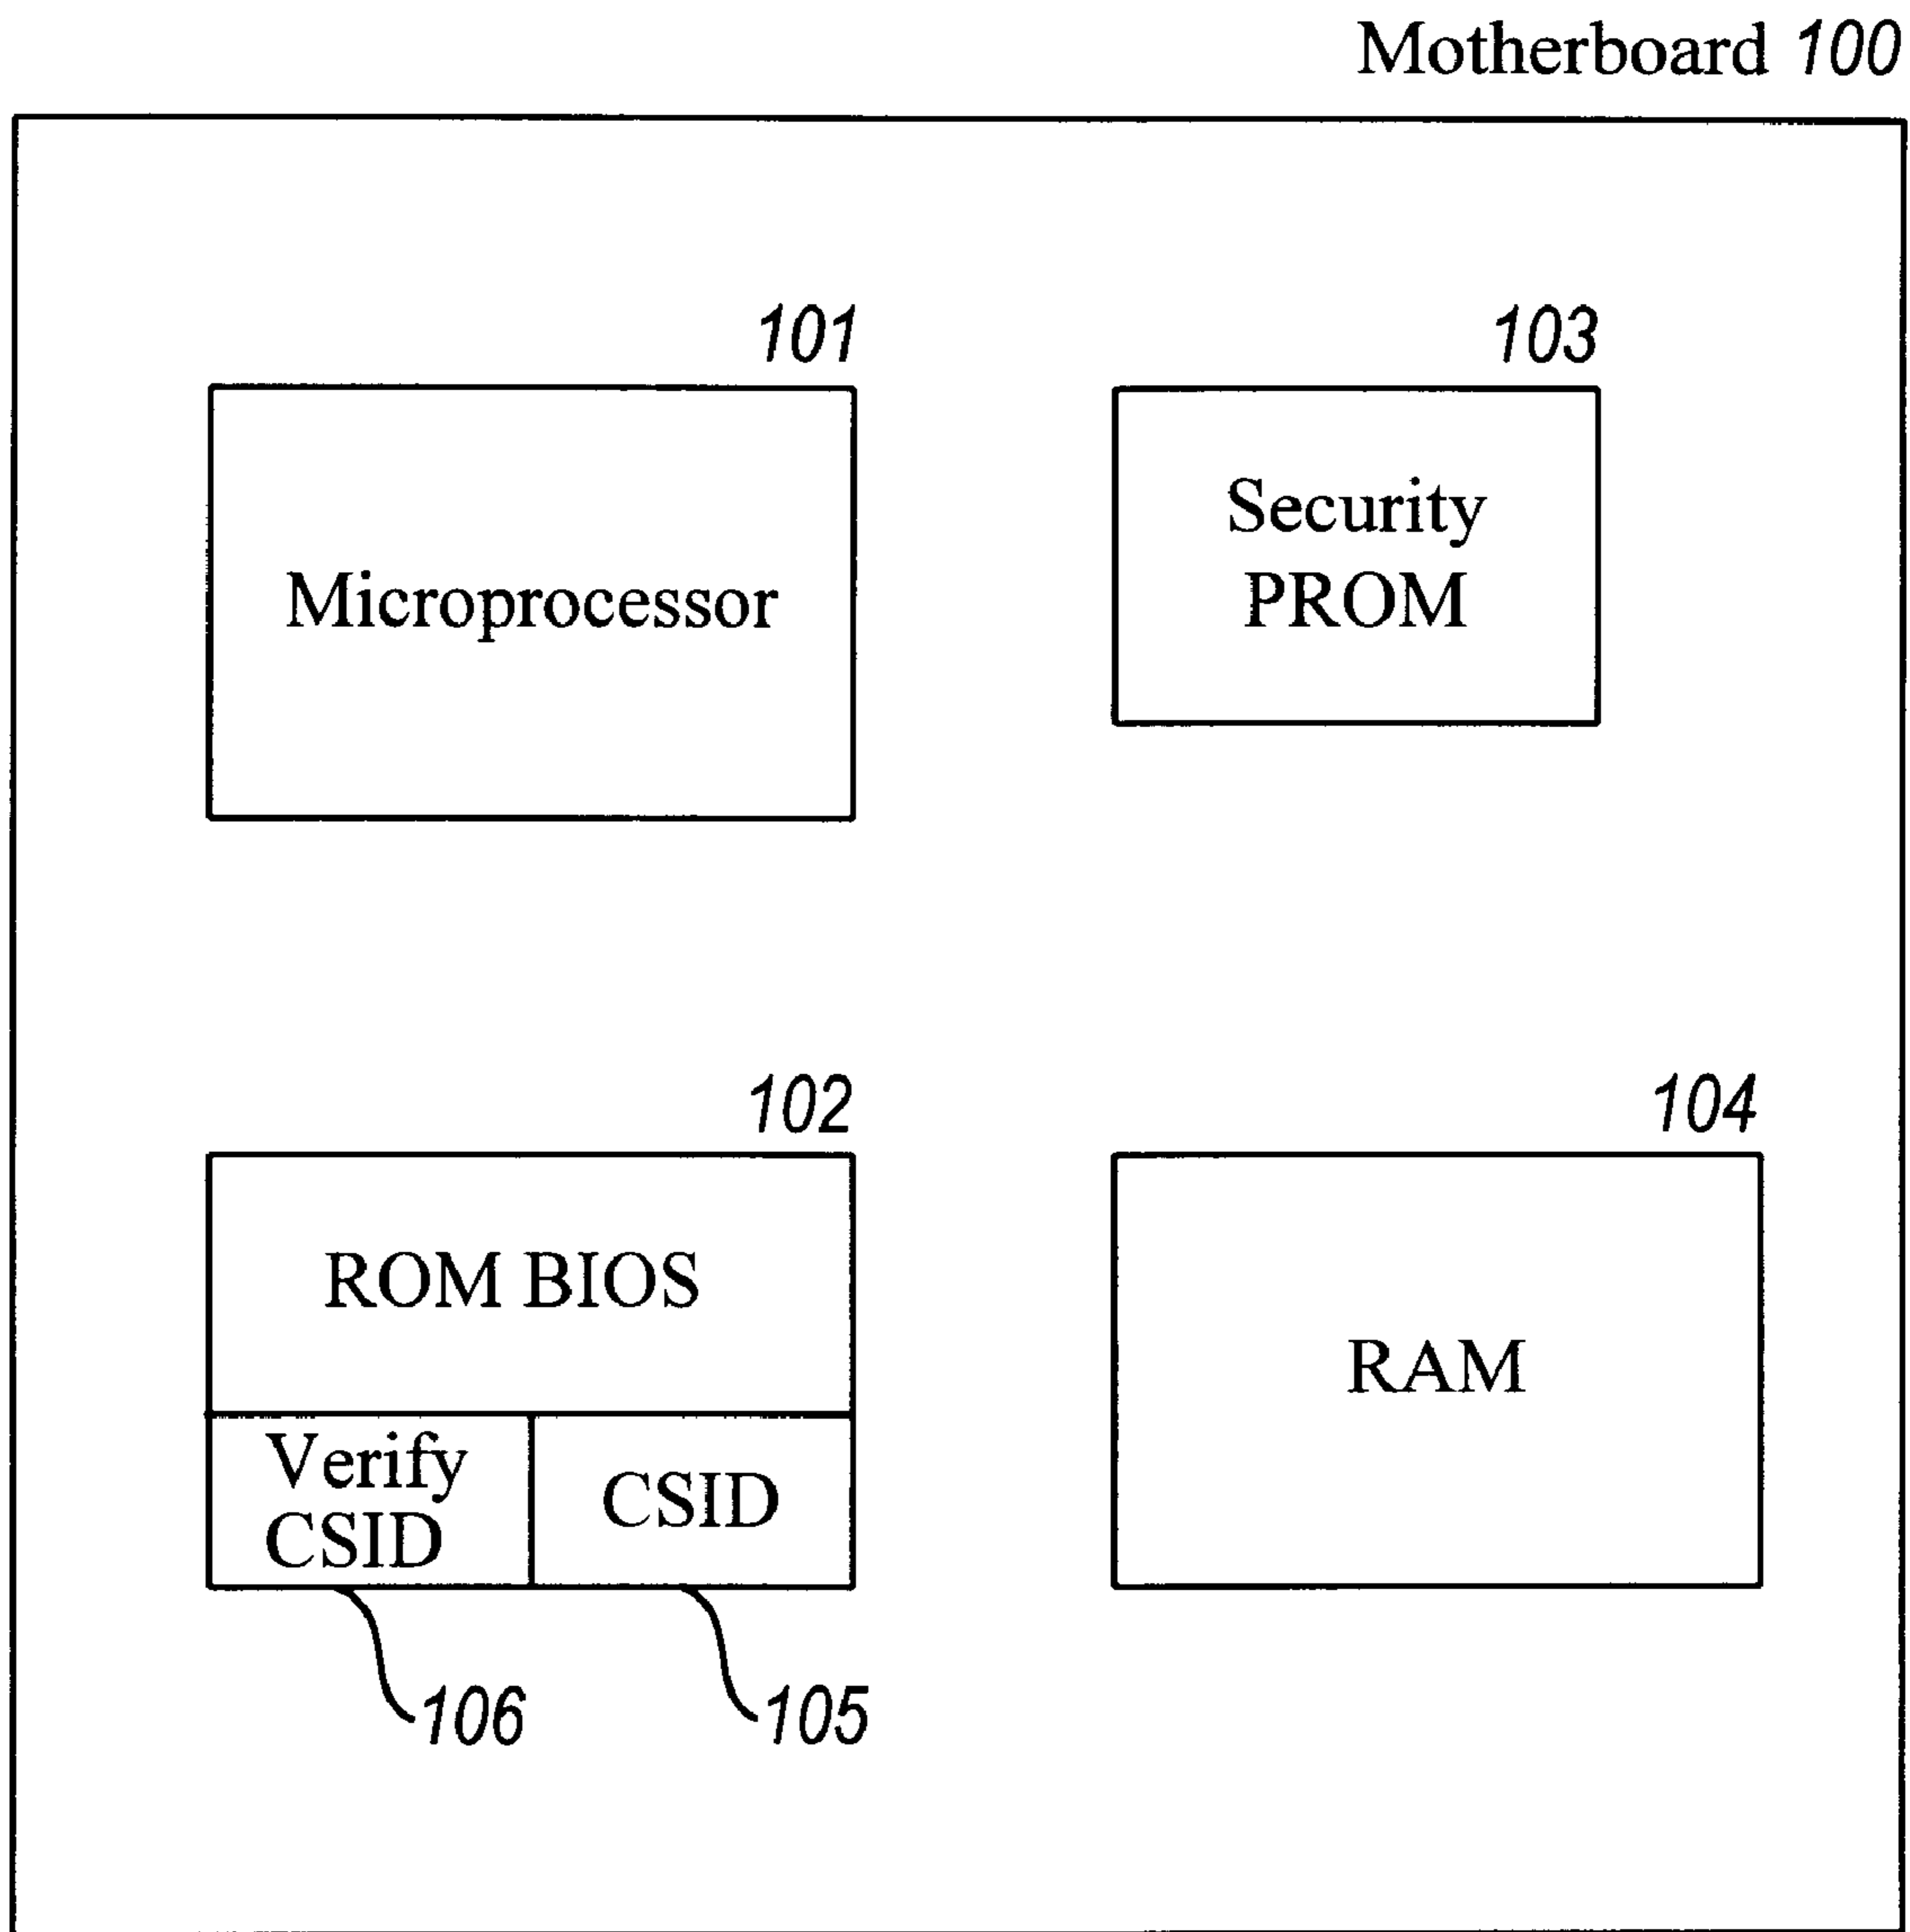 Motherboard 100
101
Microprocessor
103
Security
PROM
102
ROM BIOS
Verify
CSID
CSID
106
105
104
RAM